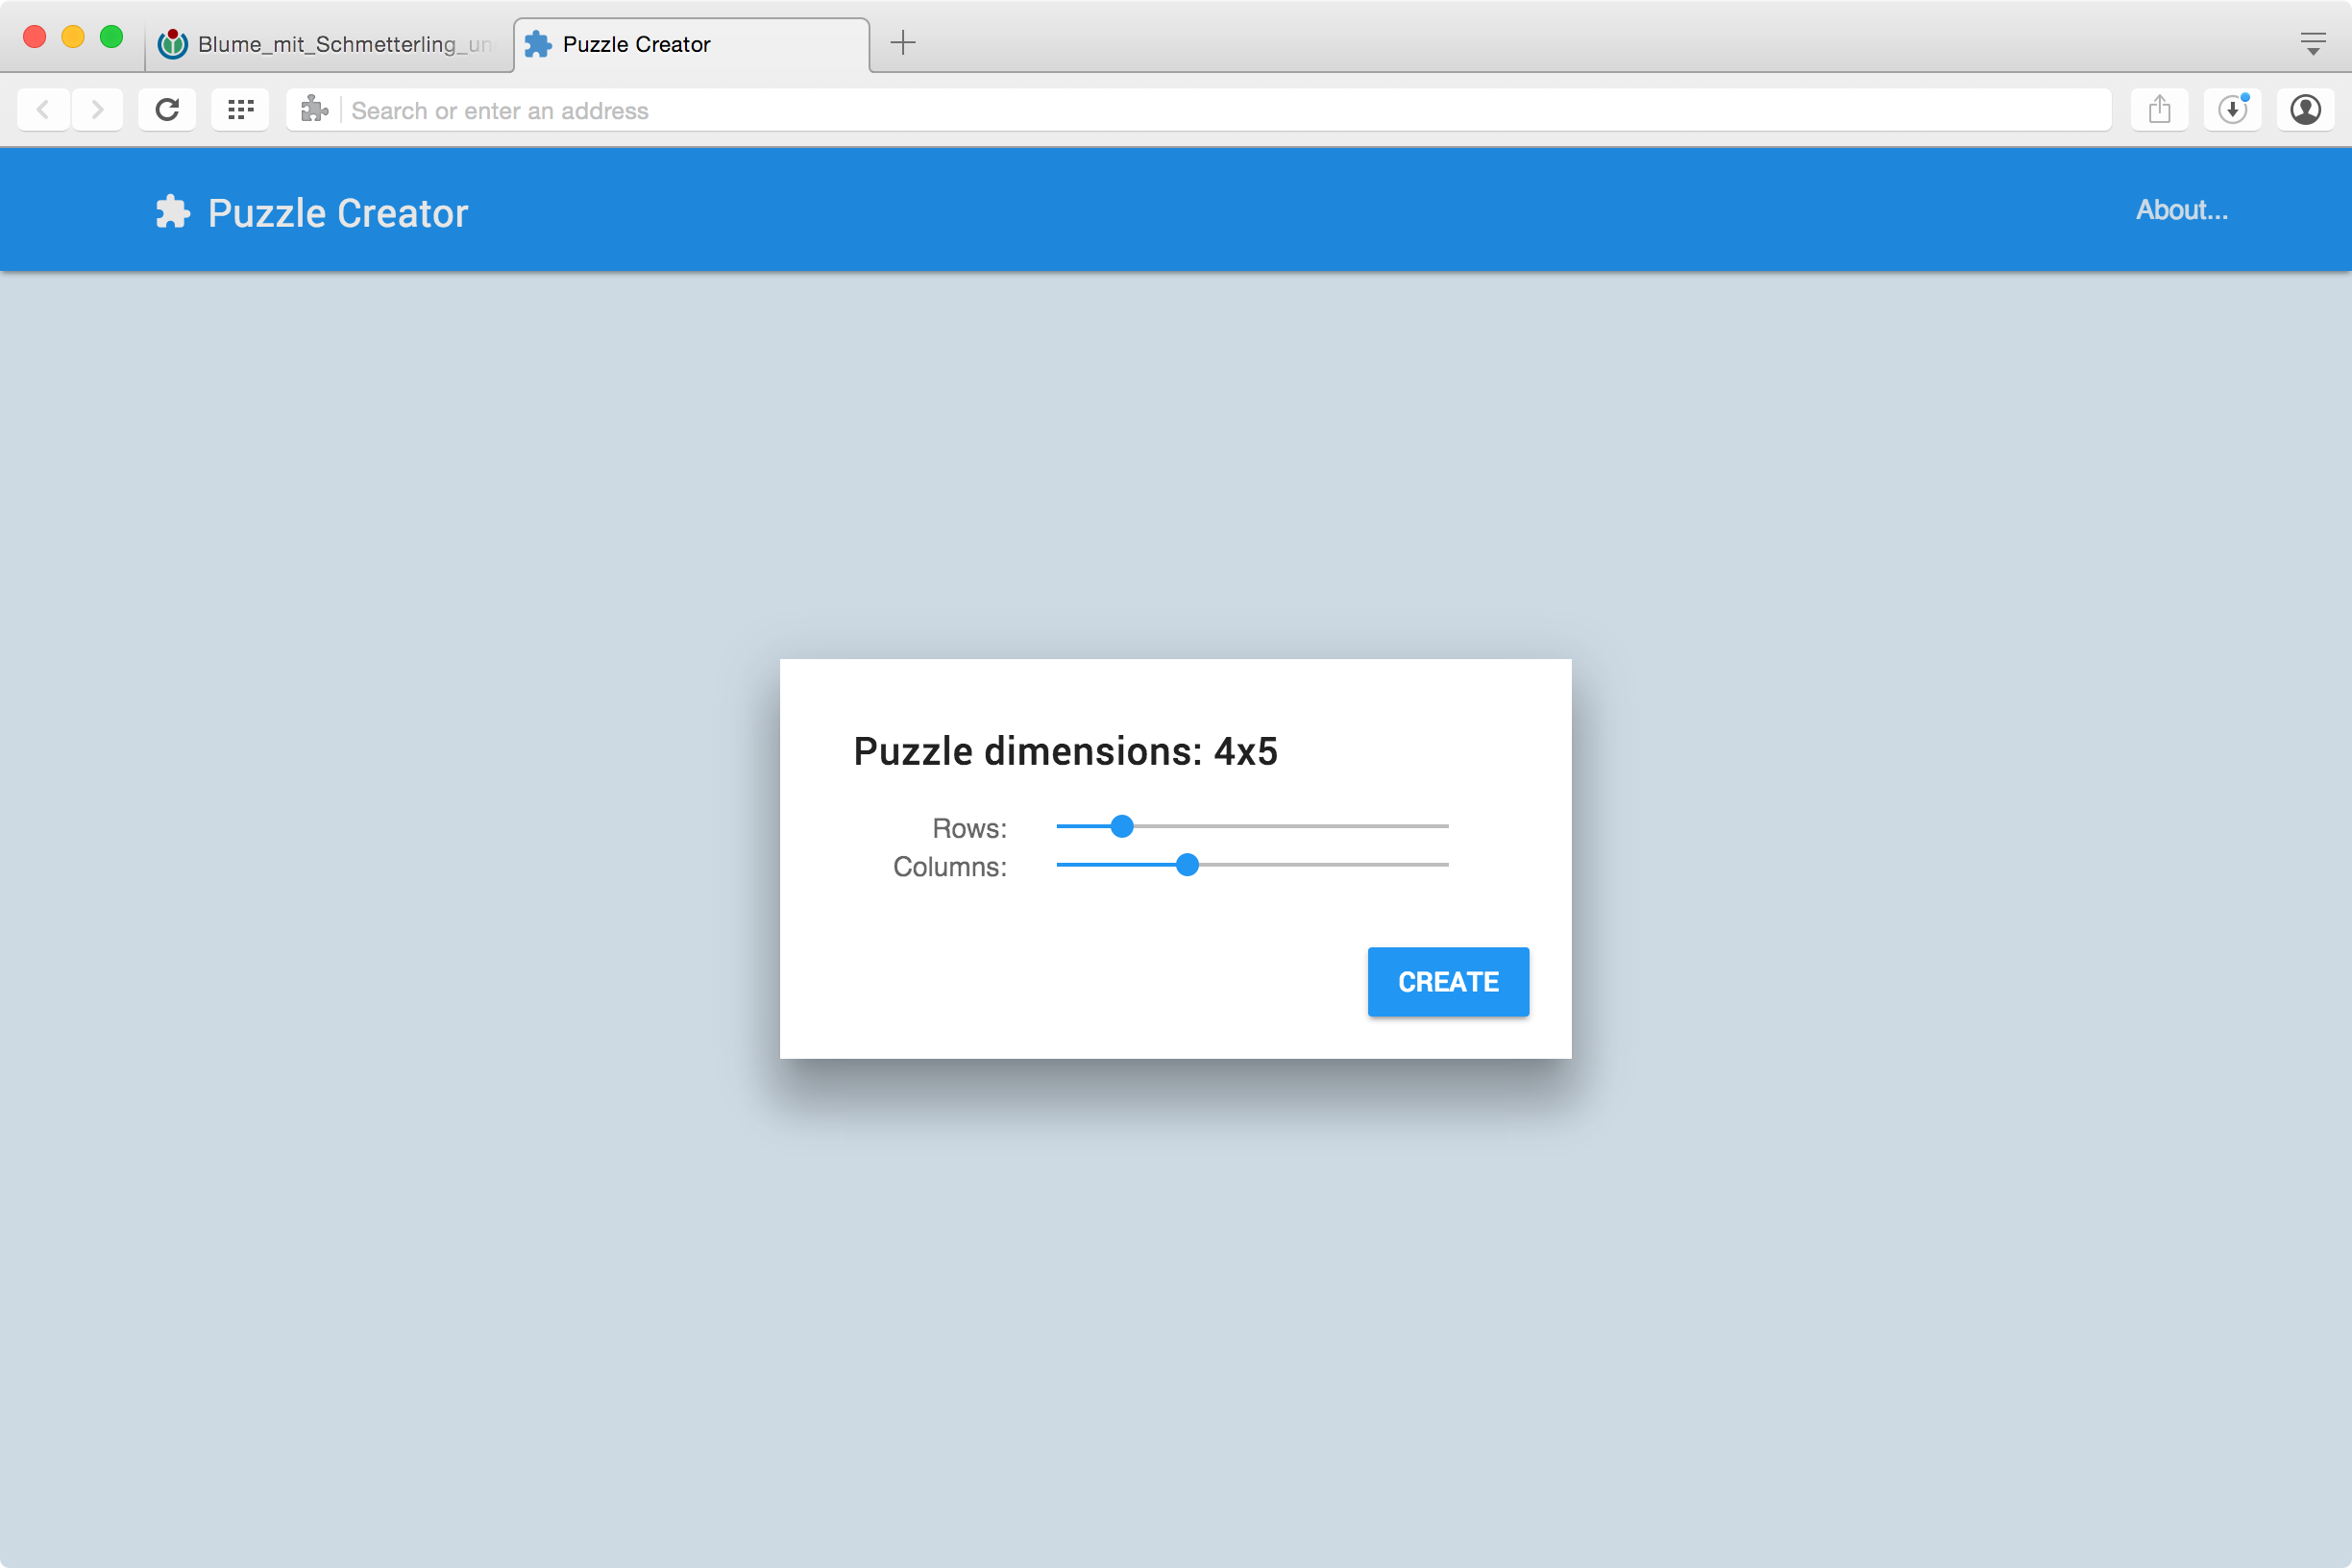 Blume_mit_Schmetterling_un
Puzzle Creator
Search or enter an address
Puzzle Creator
About...
Puzzle dimensions: 4x5
Rows:
Columns:
CREATE